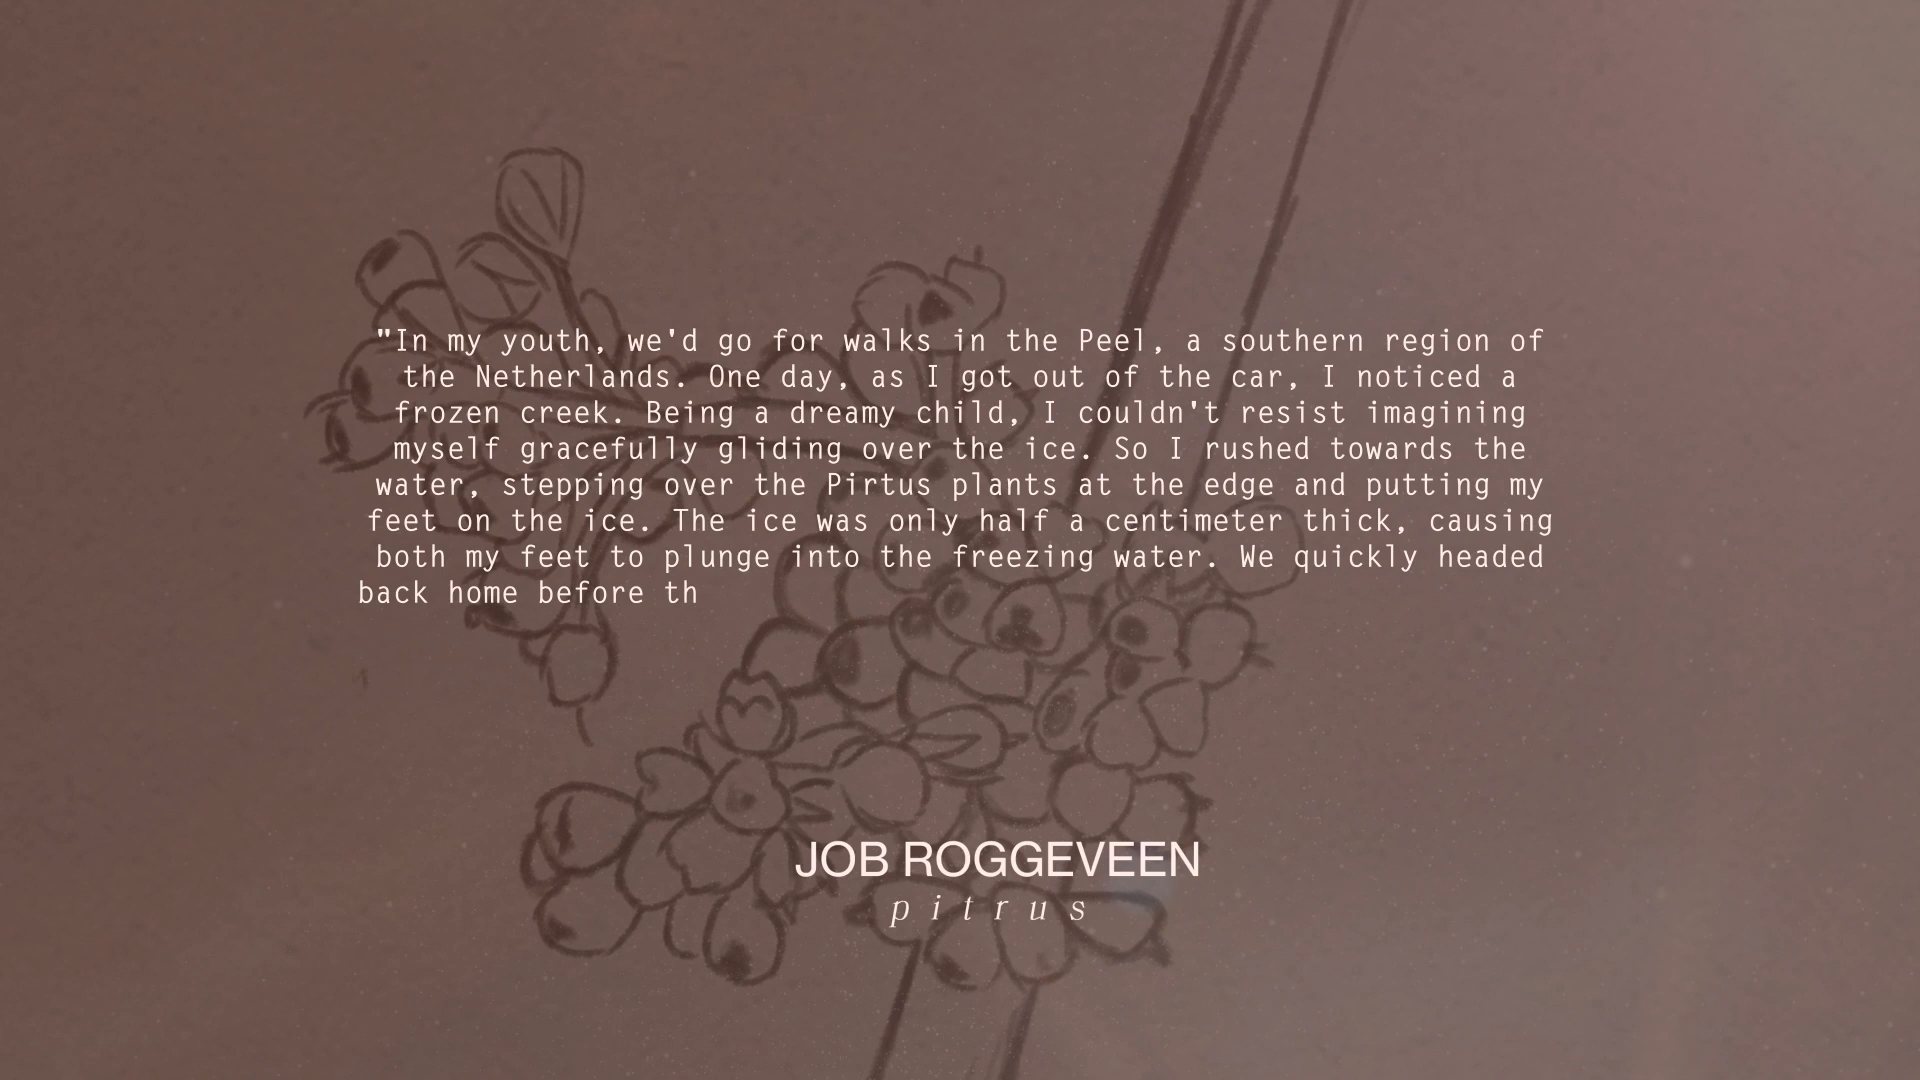 "In my youth, we'd go for walks in the Peel, a southern region of
the Netherlands. One day, as I got out of the car, I noticed a
frozen creek. Being a dreamy child, I couldn't resist imagining
myself gracefully gliding over the ice. So I rushed towards the
water, stepping over the Pirtus plants at the edge and putting my
feet on the ice. The ice was only half a centimeter thick, causing
both my feet to plunge into the freezing water. We quickly headed
back home before th
JOB ROGGEVEEN
pitrus